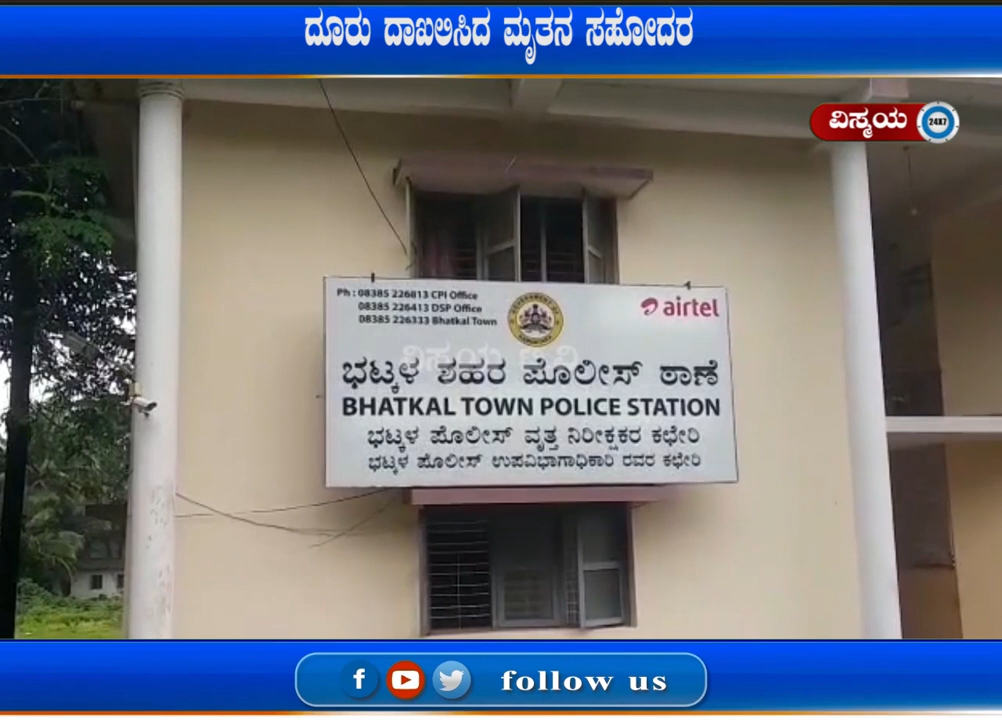 ದೂರು ದಾಖಲಿಸಿದ ಮೃತನ ಸಹೋದರ
ವಿಸ್ಮಯ 24X7
Ph : 08385 226813 CPI Office
08385 226413 DSP Office
08385 226333 Bhatkal Town
airtel
ವಿಸ್ಮಯ ಟಿವಿ
ಭಟ್ಕಳ ಶಹರ ಪೊಲೀಸ್ ಠಾಣೆ
BHATKAL TOWN POLICE STATION
ಭಟ್ಕಳ ಪೊಲೀಸ್ ವೃತ್ತ ನಿರೀಕ್ಷಕರ ಕಛೇರಿ
ಭಟ್ಕಳ ಪೊಲೀಸ್ ಉಪವಿಭಾಗಾಧಿಕಾರಿ ರವರ ಕಛೇರಿ
follow us